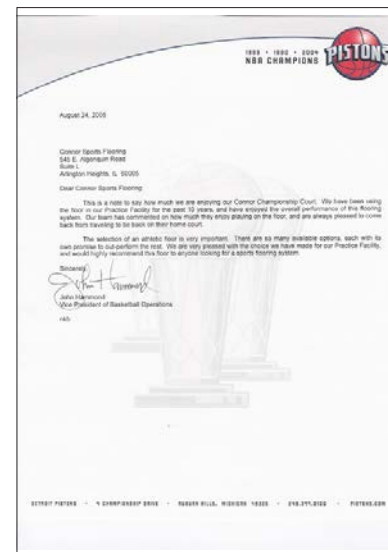 1989 • 1990 • 2004
NBA CHAMPIONS
PISTONS
August 24, 2005
Connor Sports Flooring
545 E. Algonquin Road
Suite L
Arlington Heights, IL 60005
Dear Connor Sports Flooring
This is a note to say how much we are enjoying our Connor Championship Court. We have been using
the floor in our Practice Facility for the past 10 years, and have enjoyed the overall performance of this flooring
system. Our team has commented on how much they enjoy playing on the floor, and are always pleased to come
back from traveling to be back on their home court.
The selection of an athletic floor is very important. There are so many available options, each with its
own promise to out-perform the rest. We are very pleased with the choice we have made for our Practice Facility,
and would highly recommend this floor to anyone looking for a sports flooring system.
Sincerely,
John Hammond
John Hammond
Vice President of Basketball Operations
DETROIT PISTONS • 4 CHAMPIONSHIP DRIVE • AUBURN HILLS, MICHIGAN 48326 • 248.377.0100 • PISTONS.COM